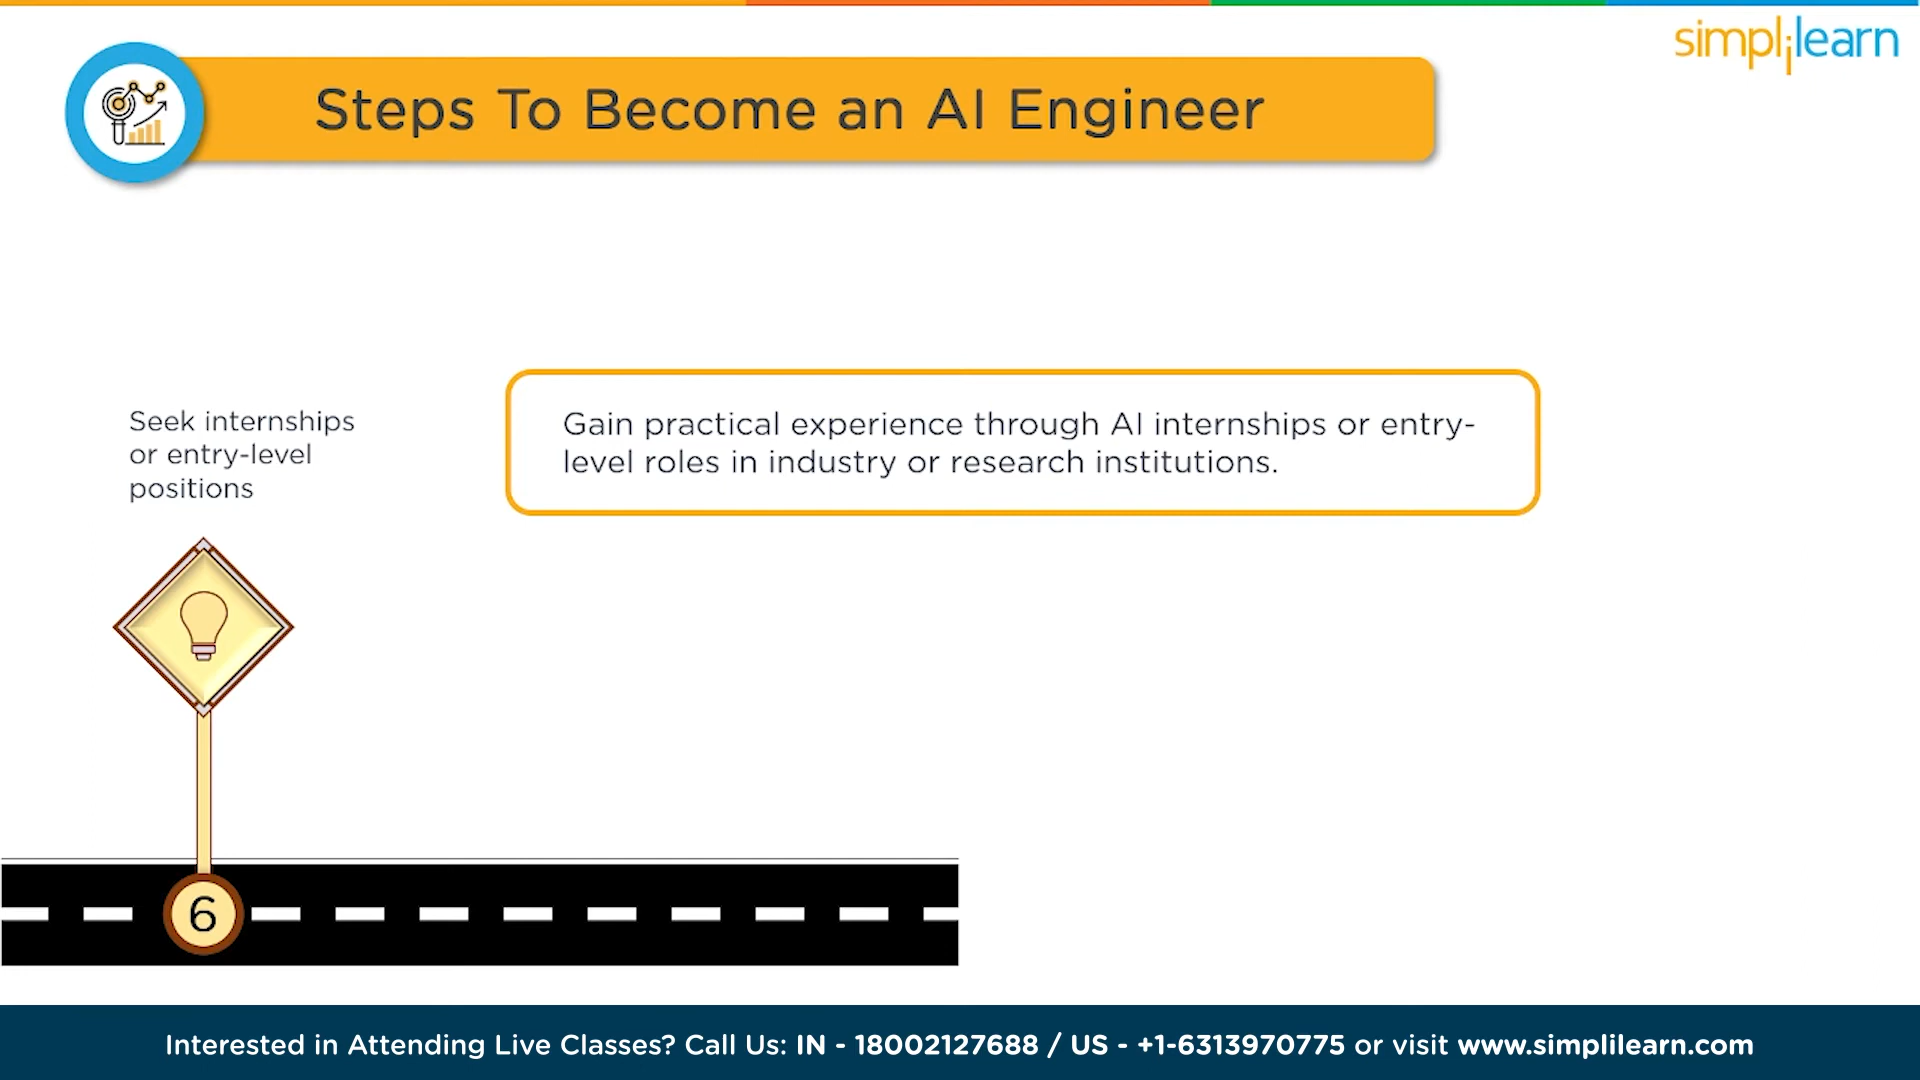 simplilearn
Steps To Become an AI Engineer
Seek internships
or entry-level
positions
Gain practical experience through AI internships or entry-
level roles in industry or research institutions.
6
Interested in Attending Live Classes? Call Us: IN - 18002127688 / US - +1-6313970775 or visit www.simplilearn.com